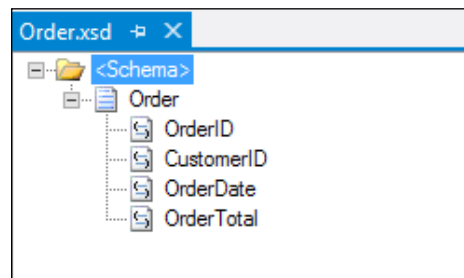 Order.xsd
<Schema>
Order
OrderID
CustomerID
OrderDate
OrderTotal